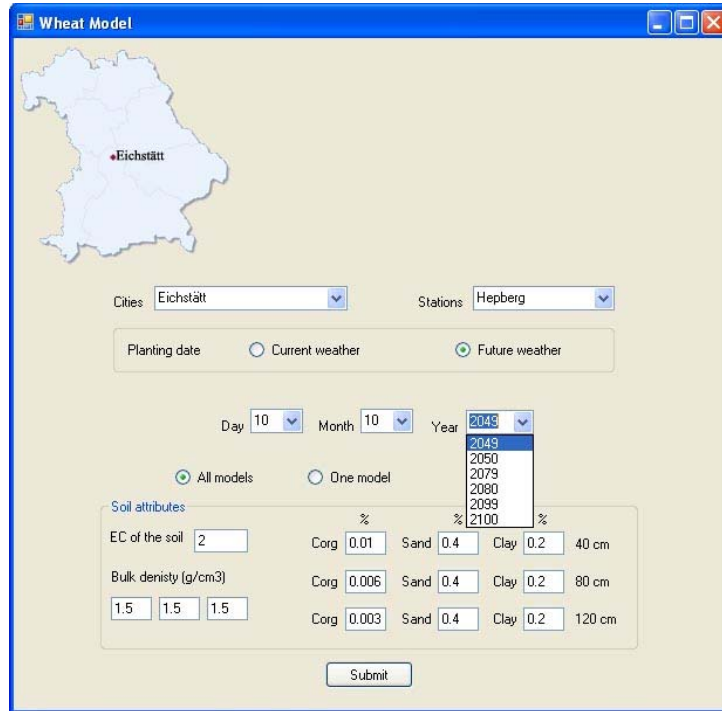 Wheat Model
Eichstätt
Cities Eichstätt Stations Hepberg
Planting date Current weather Future weather
Day 10 Month 10 Year 2049
2049
2050
2079
2080
2099
2100
All models One model
Soil attributes
% % %
EC of the soil 2 Corg 0.01 Sand 0.4 Clay 0.2 40 cm
Bulk denisty (g/cm3) Corg 0.006 Sand 0.4 Clay 0.2 80 cm
1.5 1.5 1.5 Corg 0.003 Sand 0.4 Clay 0.2 120 cm
Submit